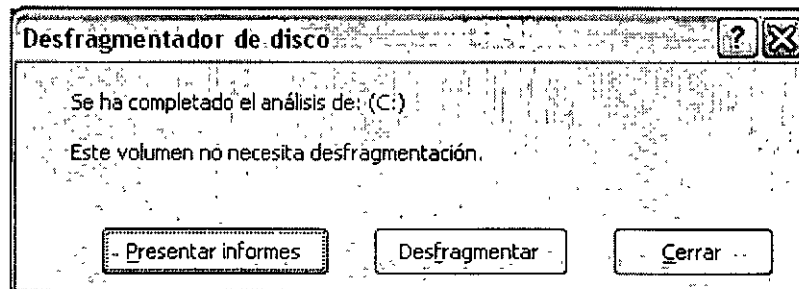 Desfragmentador de disco ?
Se ha completado el análisis de: (C:)
Este volumen no necesita desfragmentación.
Presentar informes Desfragmentar Cerrar